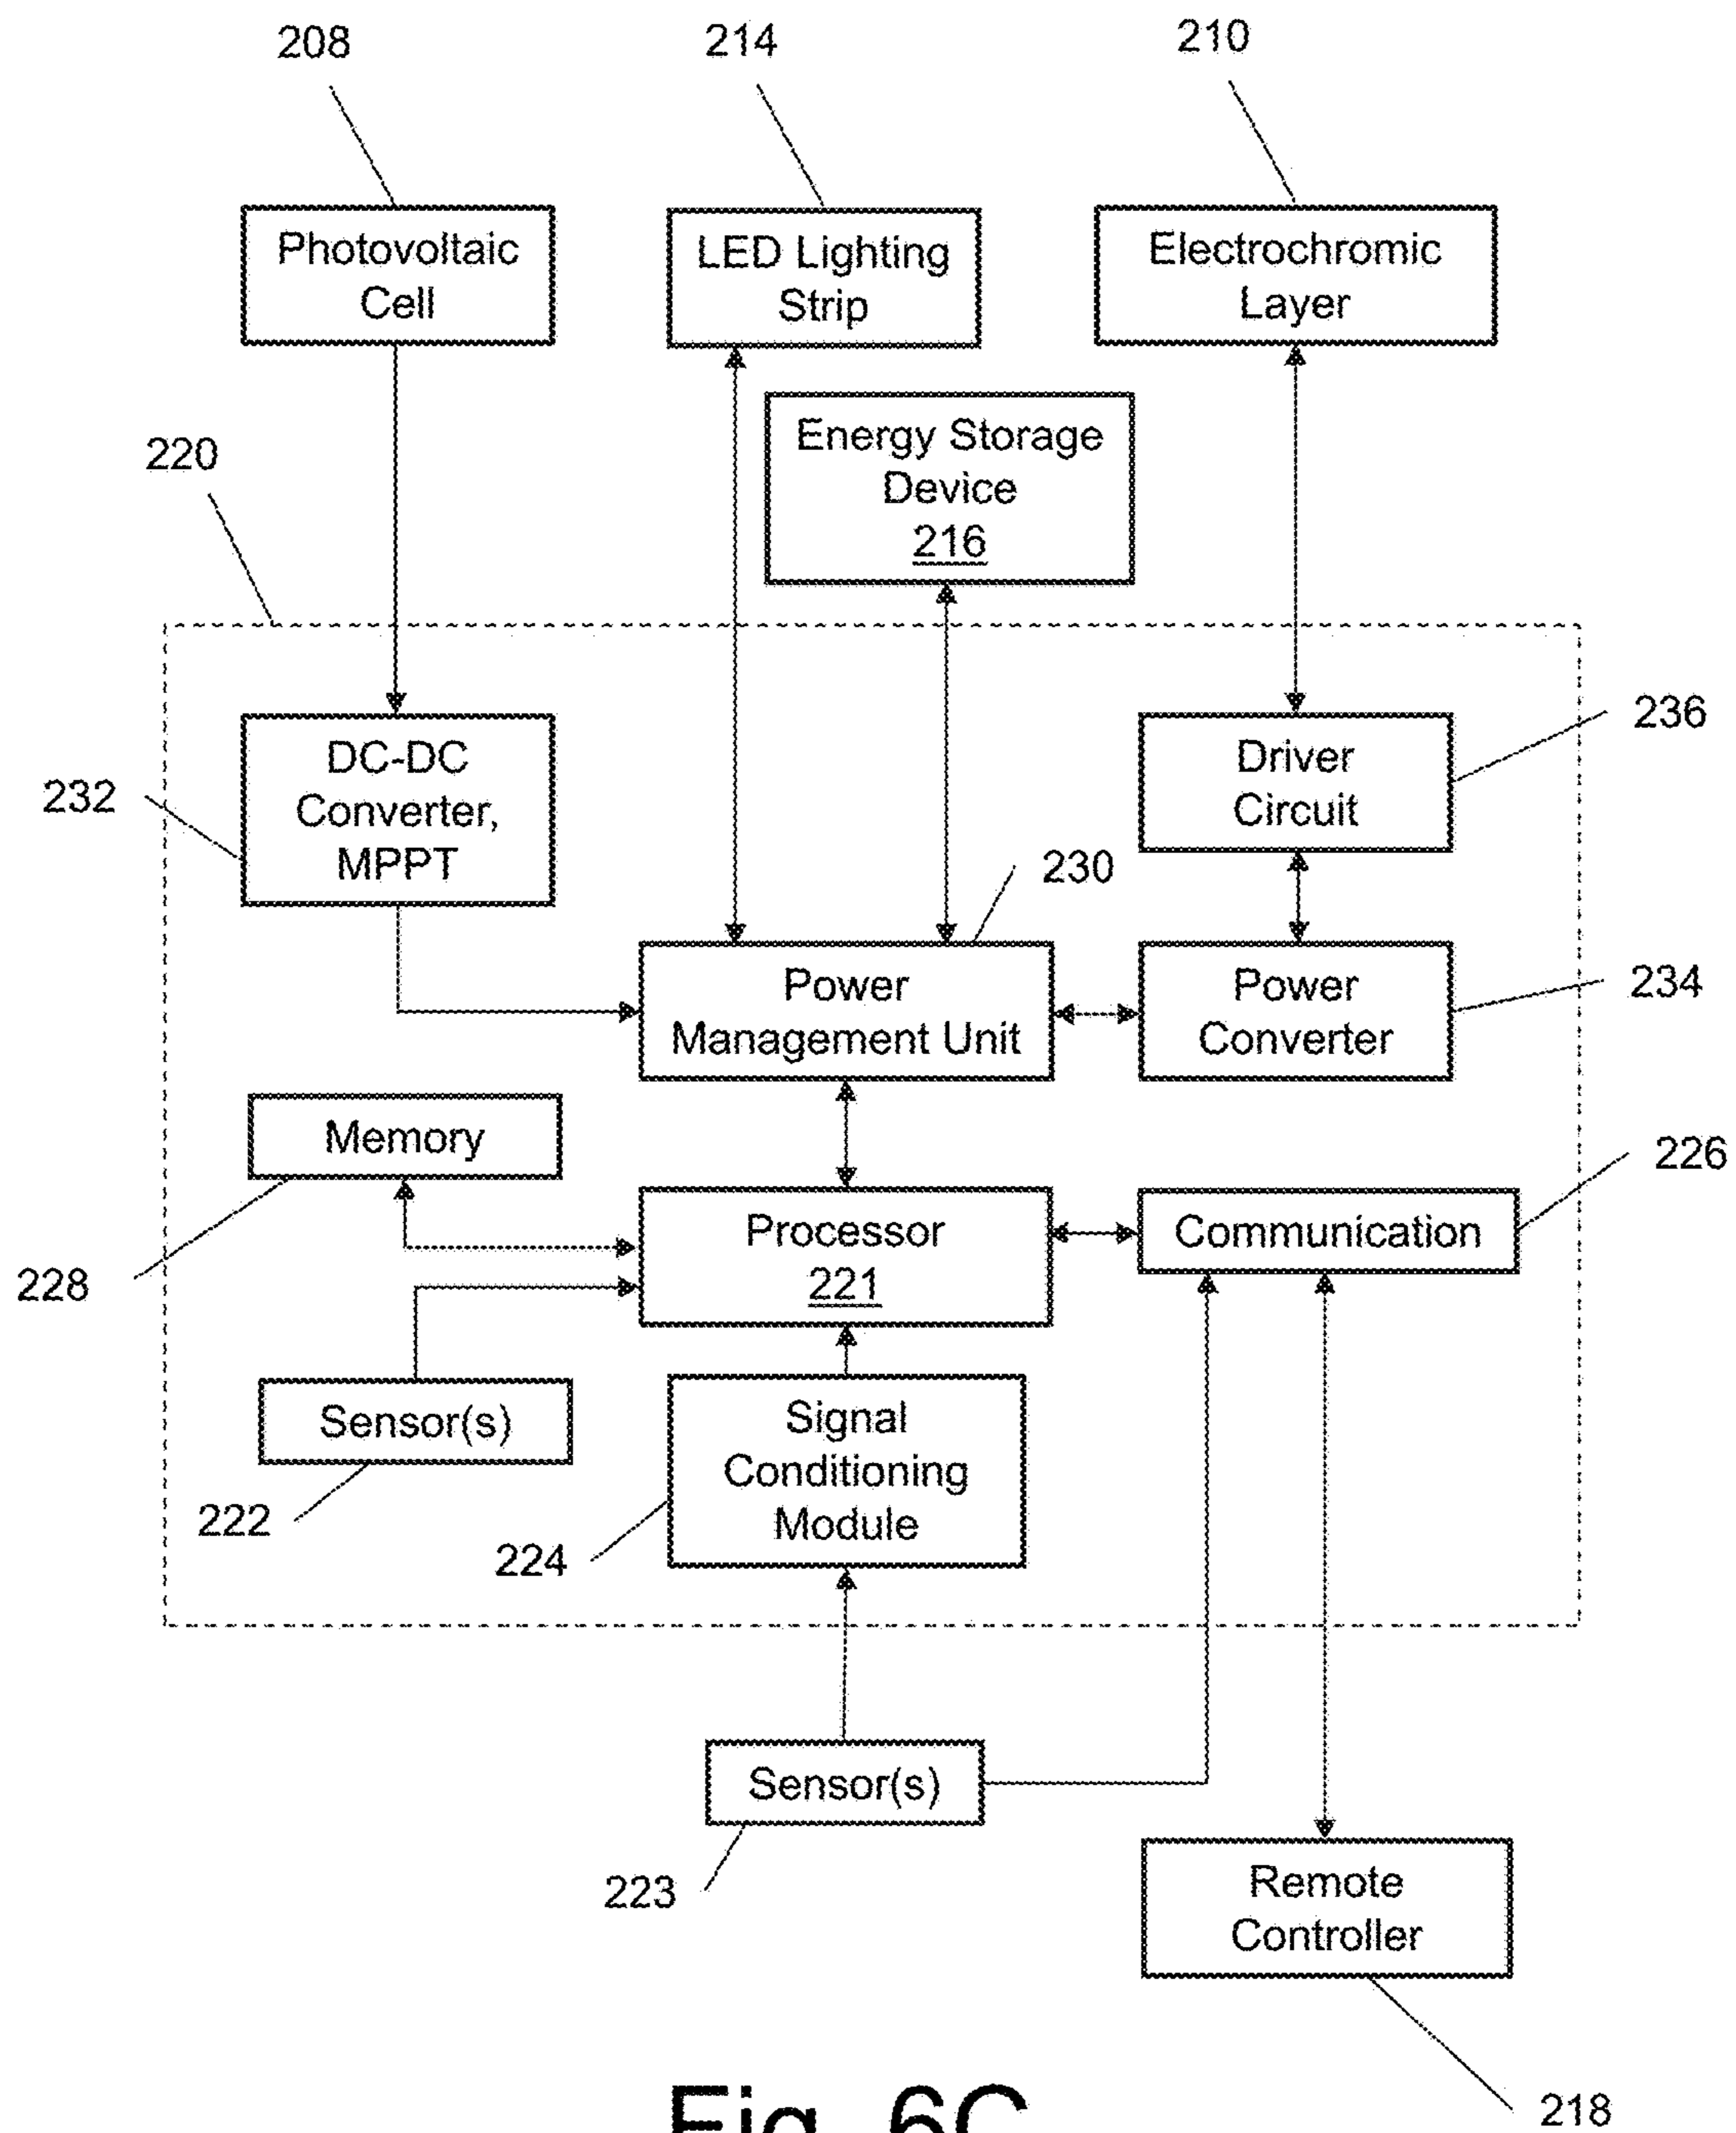 208
214
210
Photovoltaic
Cell
LED Lighting
Strip
Electrochromic
Layer
Energy Storage
Device
216
220
DC-DC
Converter,
MPPT
232
Driver
Circuit
236
230
Power
Management Unit
Power
Converter
234
Memory
228
Processor
221
Communication
226
Sensor(s)
222
Signal
Conditioning
Module
224
Sensor(s)
223
Remote
Controller
218
Fig. 6C